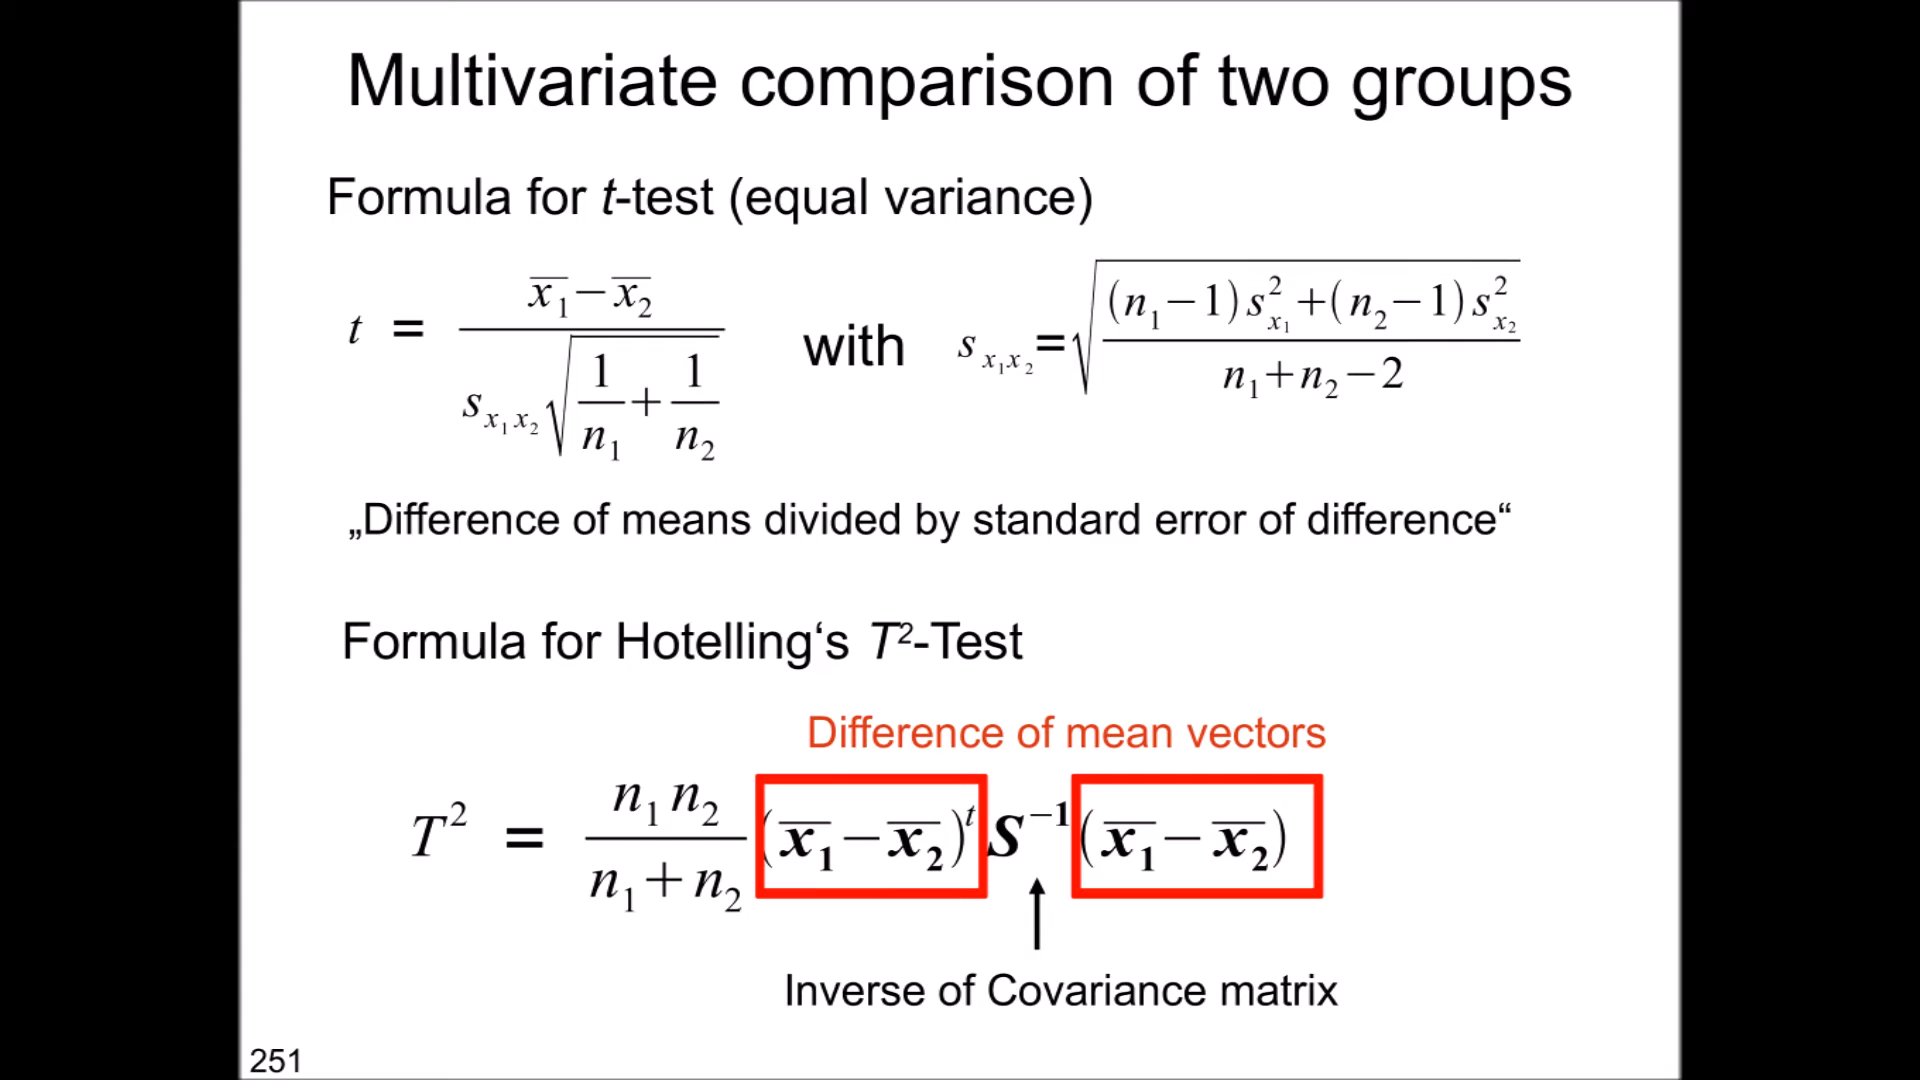 Multivariate comparison of two groups
Formula for t-test (equal variance)
t = (x̅₁ − x̅₂) / (s_{x₁x₂} √(1/n₁ + 1/n₂)) with s_{x₁x₂} = √(((n₁−1)s²_{x₁} + (n₂−1)s²_{x₂}) / (n₁+n₂−2))
„Difference of means divided by standard error of difference“
Formula for Hotelling‘s T²-Test
Difference of mean vectors
T² = (n₁n₂ / (n₁+n₂)) (x̅₁ − x̅₂)ᵗ S⁻¹ (x̅₁ − x̅₂)
Inverse of Covariance matrix
251